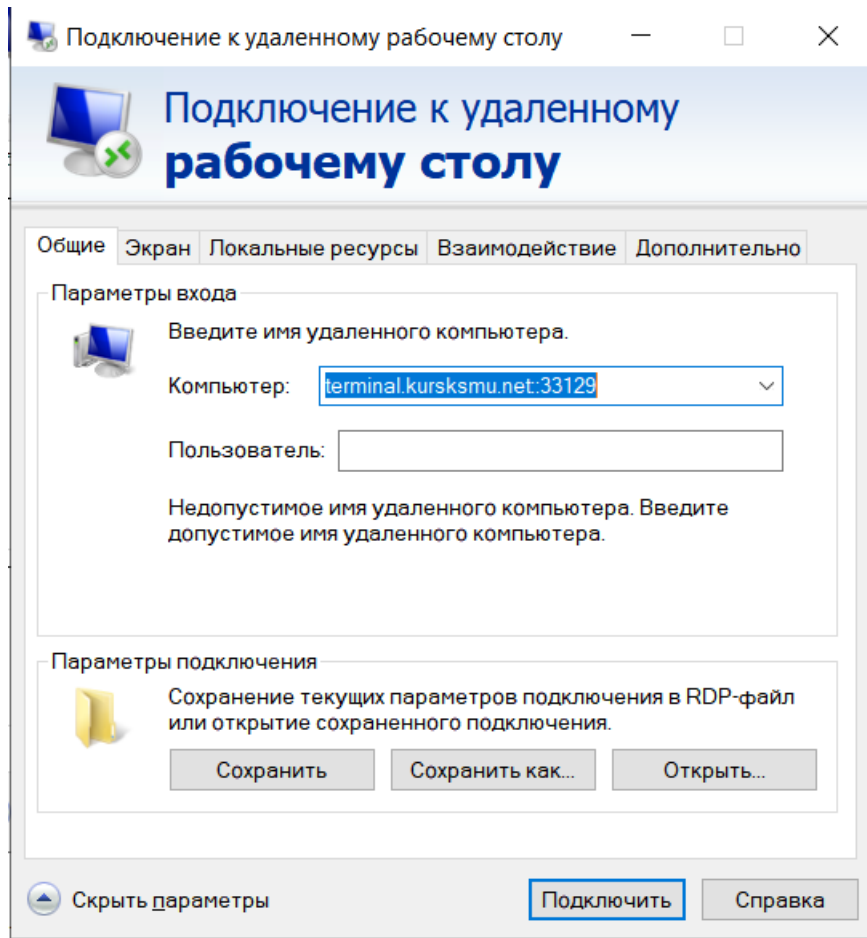 Подключение к удаленному рабочему столу
Подключение к удаленному
рабочему столу
Общие Экран Локальные ресурсы Взаимодействие Дополнительно
Параметры входа
Введите имя удаленного компьютера.
Компьютер: terminal.kursksmu.net::33129
Пользователь:
Недопустимое имя удаленного компьютера. Введите
допустимое имя удаленного компьютера.
Параметры подключения
Сохранение текущих параметров подключения в RDP-файл
или открытие сохраненного подключения.
Сохранить Сохранить как... Открыть...
Скрыть параметры Подключить Справка